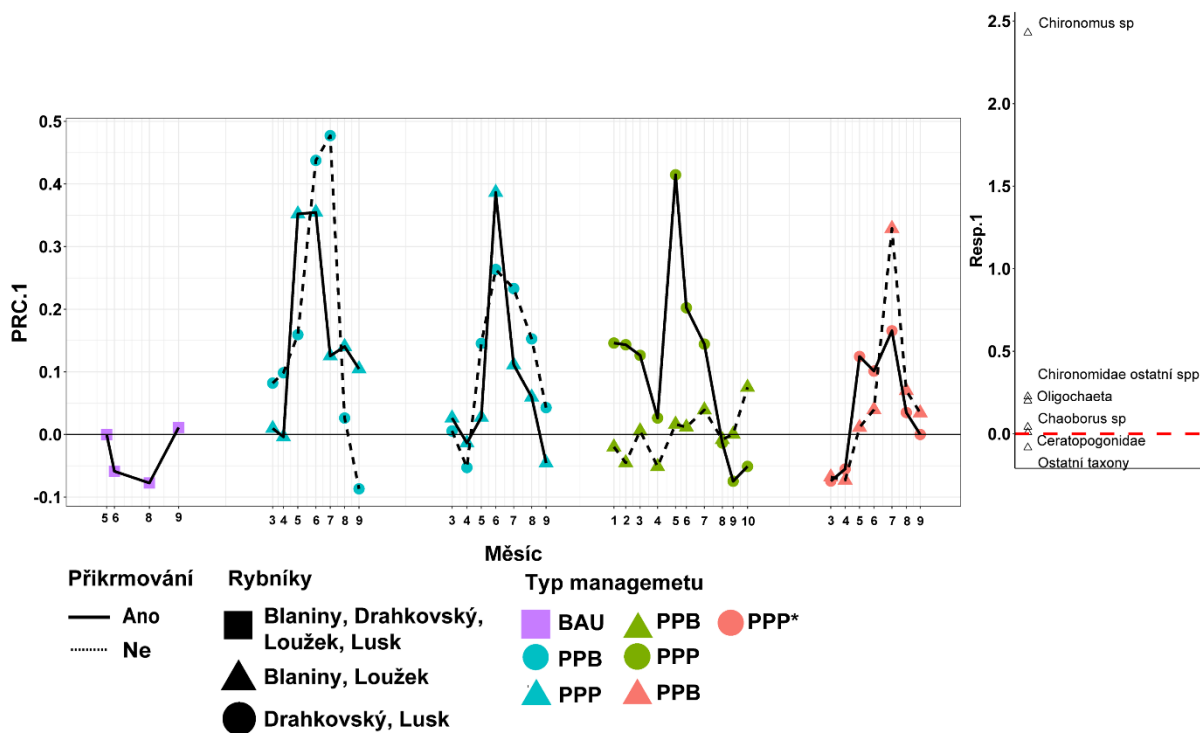 2.5
Chironomus sp
2.0
1.5
1.0
0.5
0.0
Resp.1
Chironomidae ostatní spp
Oligochaeta
Chaoborus sp
Ceratopogonidae
Ostatní taxony
PRC.1
0.5
0.4
0.3
0.2
0.1
0.0
-0.1
5 6 8 9 3 4 5 6 7 8 9 3 4 5 6 7 8 9 1 2 3 4 5 6 7 8 9 10 3 4 5 6 7 8 9
Měsíc
Přikrmování
Ano
Ne
Rybníky
Blaniny, Drahkovský,
Loužek, Lusk
Blaniny, Loužek
Drahkovský, Lusk
Typ managemetu
BAU PPB PPP*
PPB PPP
PPP PPB